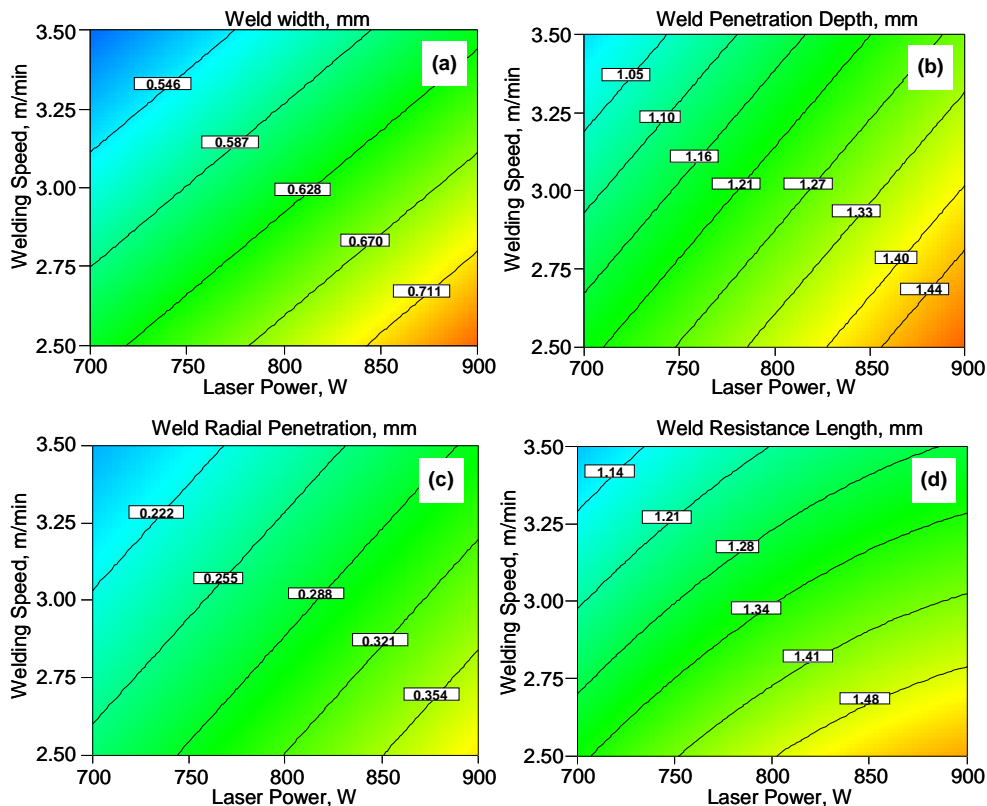 Weld width, mm
3.50
(a)
0.546
3.25
0.587
3.00
0.628
0.670
2.75
0.711
2.50
700 750 800 850 900
Welding Speed, m/min
Laser Power, W
Weld Penetration Depth, mm
3.50
(b)
1.05
3.25
1.10
1.16
3.00
1.21 1.27
1.33
2.75
1.40
1.44
2.50
700 750 800 850 900
Welding Speed, m/min
Laser Power, W
Weld Radial Penetration, mm
3.50
(c)
3.25
0.222
0.255
3.00
0.288
0.321
2.75
0.354
2.50
700 750 800 850 900
Welding Speed, m/min
Laser Power, W
Weld Resistance Length, mm
3.50
(d)
1.14
3.25
1.21
1.28
3.00
1.34
1.41
2.75
1.48
2.50
700 750 800 850 900
Welding Speed, m/min
Laser Power, W